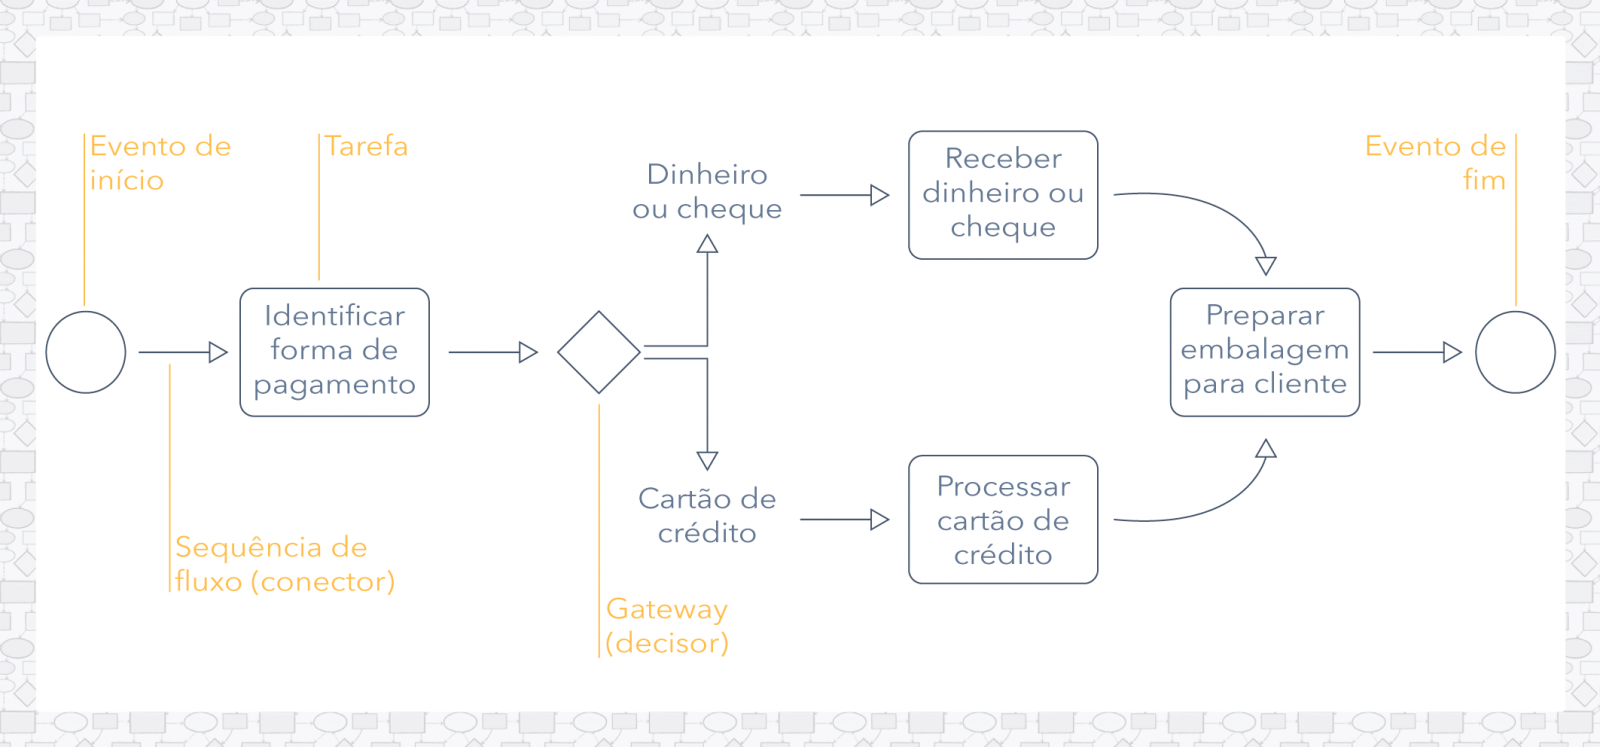 Evento de
início
Tarefa
Dinheiro
ou cheque
Receber
dinheiro ou
cheque
Evento de
fim
Identificar
forma de
pagamento
Preparar
embalagem
para cliente
Cartão de
crédito
Processar
cartão de
crédito
Sequência de
fluxo (conector)
Gateway
(decisor)